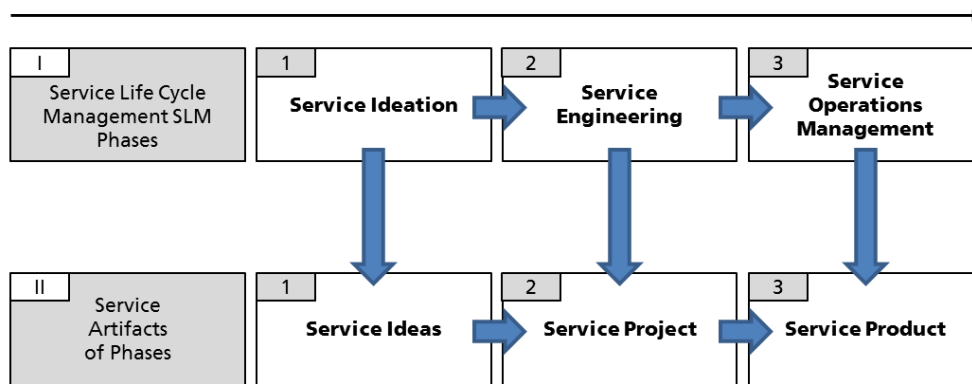 I
Service Life Cycle
Management SLM
Phases
1
Service Ideation
2
Service
Engineering
3
Service
Operations
Management
II
Service
Artifacts
of Phases
1
Service Ideas
2
Service Project
3
Service Product